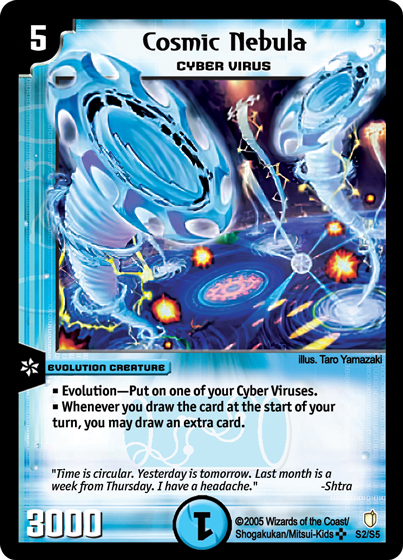 5
Cosmic Nebula
CYBER VIRUS
illus. Taro Yamazaki
EVOLUTION CREATURE
▪ Evolution—Put on one of your Cyber Viruses.
▪ Whenever you draw the card at the start of your
turn, you may draw an extra card.
"Time is circular. Yesterday is tomorrow. Last month is a
week from Thursday. I have a headache." -Shtra
3000
©2005 Wizards of the Coast/
Shogakukan/Mitsui-Kids S2/S5